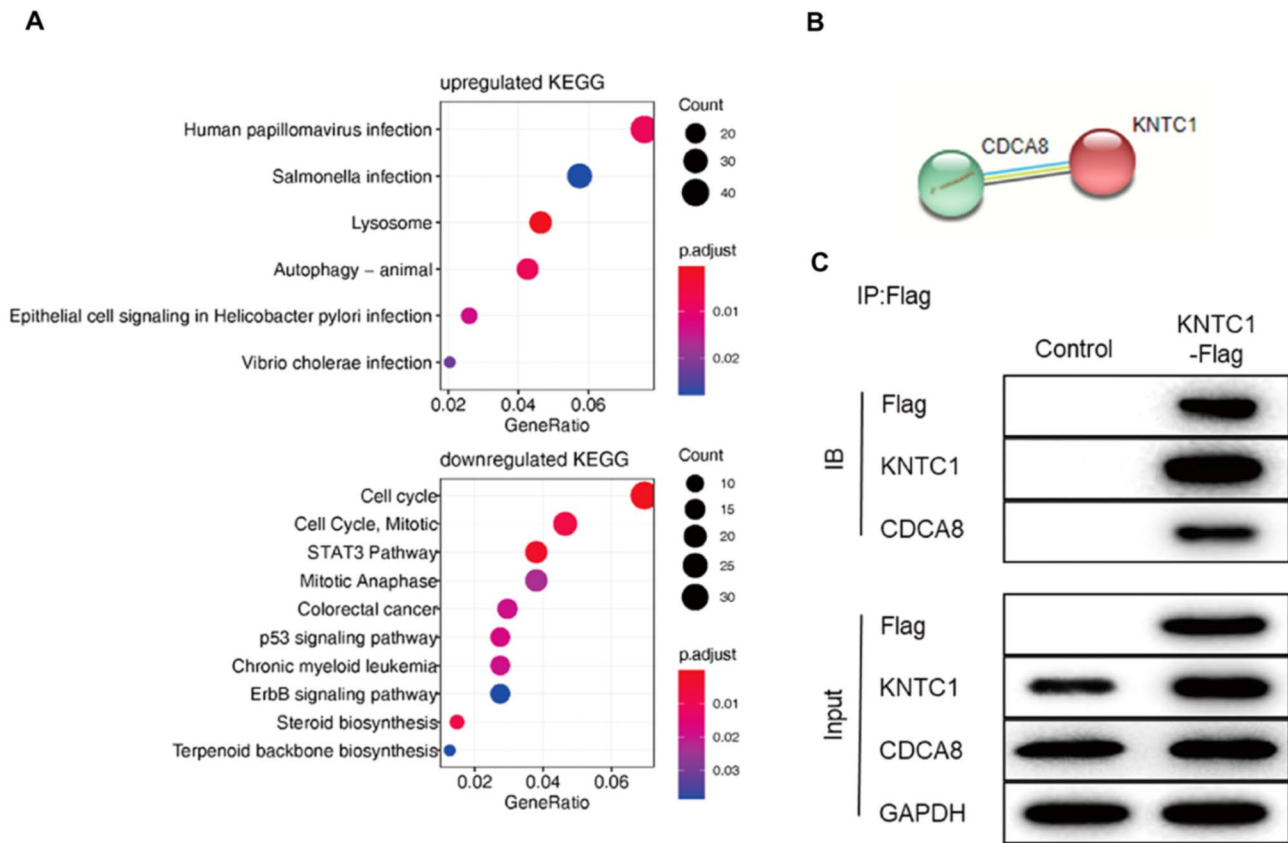 A
upregulated KEGG
Human papillomavirus infection
Salmonella infection
Lysosome
Autophagy – animal
Epithelial cell signaling in Helicobacter pylori infection
Vibrio cholerae infection
0.02 0.04 0.06
GeneRatio
Count
20
30
40
p.adjust
0.01
0.02
downregulated KEGG
Cell cycle
Cell Cycle, Mitotic
STAT3 Pathway
Mitotic Anaphase
Colorectal cancer
p53 signaling pathway
Chronic myeloid leukemia
ErbB signaling pathway
Steroid biosynthesis
Terpenoid backbone biosynthesis
0.02 0.04 0.06
GeneRatio
Count
10
15
20
25
30
p.adjust
0.01
0.02
0.03
B
CDCA8
KNTC1
C
IP:Flag
Control
KNTC1
-Flag
IB
Flag
KNTC1
CDCA8
Input
Flag
KNTC1
CDCA8
GAPDH